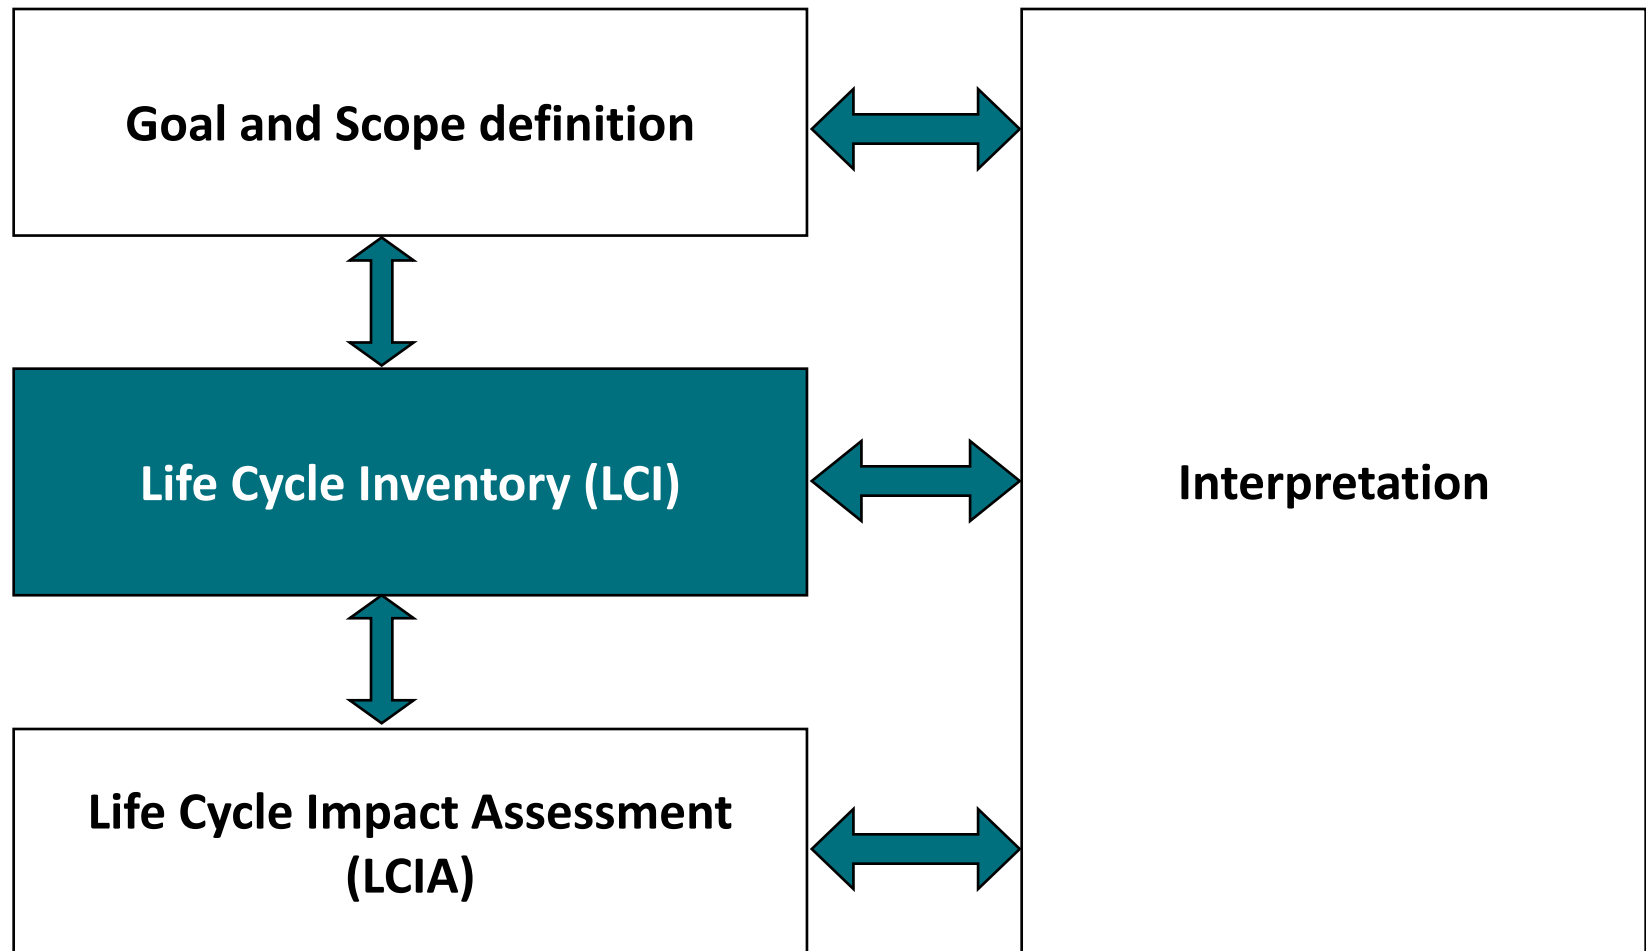 Goal and Scope definition
Life Cycle Inventory (LCI)
Interpretation
Life Cycle Impact Assessment
(LCIA)